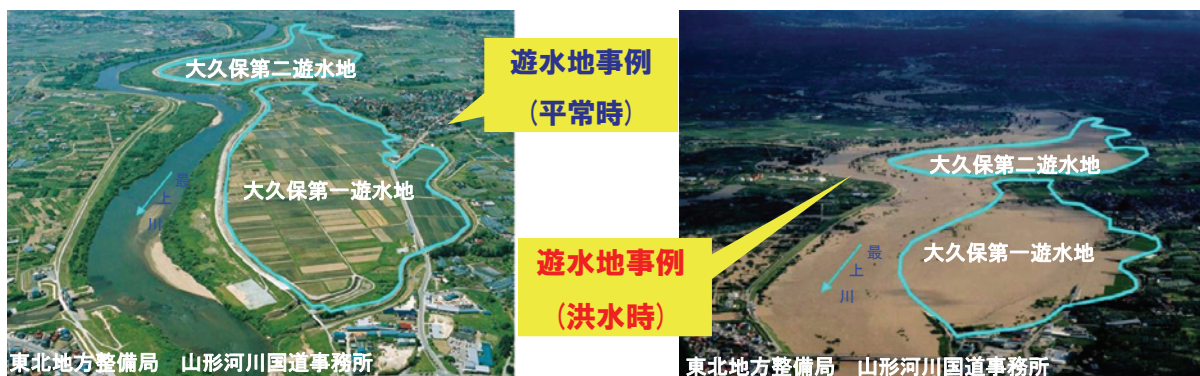 大久保第二遊水地
大久保第一遊水地
最上川
東北地方整備局 山形河川国道事務所
遊水地事例
(平常時)
遊水地事例
(洪水時)
大久保第二遊水地
大久保第一遊水地
最上川
東北地方整備局 山形河川国道事務所